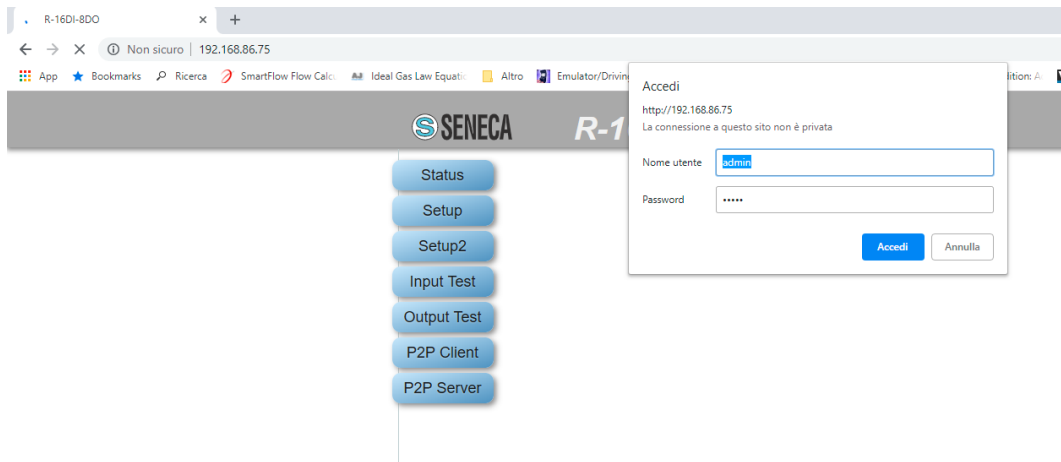 R-16DI-8DO
Non sicuro | 192.168.86.75
App Bookmarks Ricerca SmartFlow Flow Calc Ideal Gas Law Equati Altro Emulator/Drivin dition: A
SENECA R-1
Accedi
http://192.168.86.75
La connessione a questo sito non è privata
Nome utente admin
Password •••••
Accedi Annulla
Status
Setup
Setup2
Input Test
Output Test
P2P Client
P2P Server